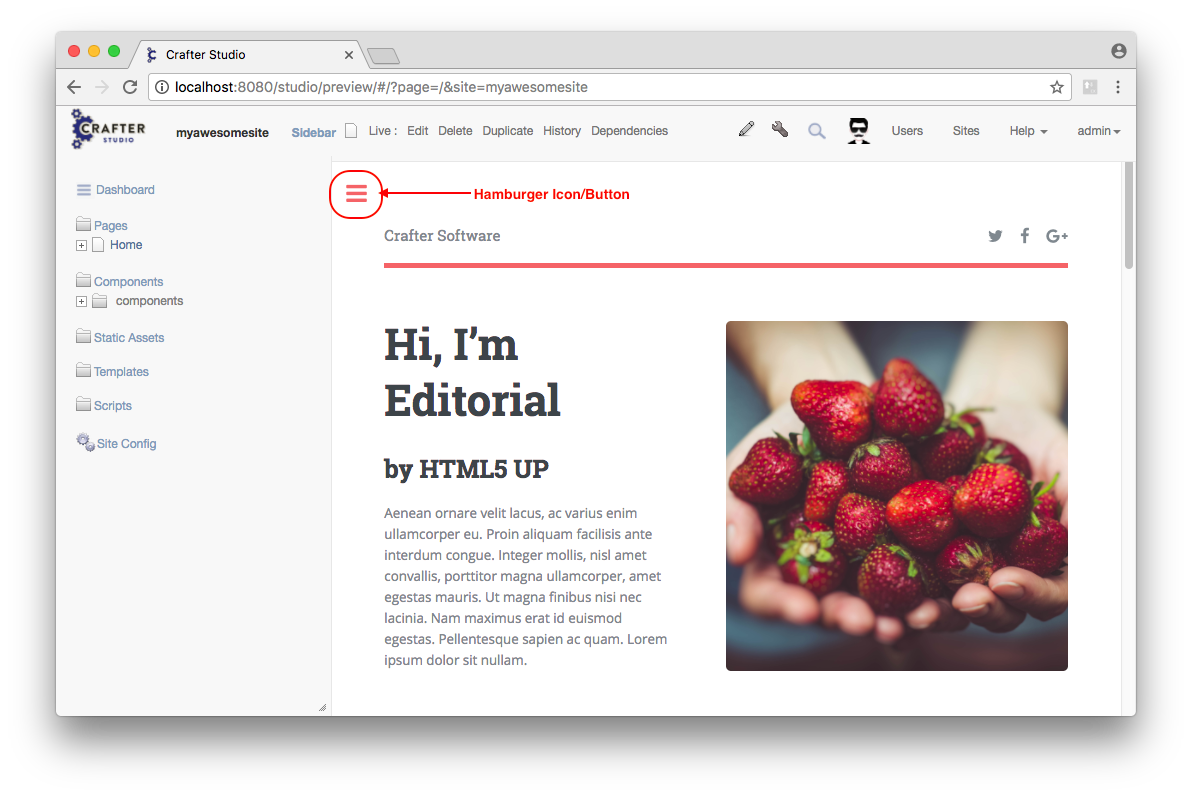 Crafter Studio
localhost:8080/studio/preview/#/?page=/&site=myawesomesite
CRAFTER STUDIO myawesomesite Sidebar Live : Edit Delete Duplicate History Dependencies Users Sites Help admin
Dashboard
Pages
Home
Components
components
Static Assets
Templates
Scripts
Site Config
Hamburger Icon/Button
Crafter Software
G+
Hi, I’m
Editorial
by HTML5 UP
Aenean ornare velit lacus, ac varius enim
ullamcorper eu. Proin aliquam facilisis ante
interdum congue. Integer mollis, nisl amet
convallis, porttitor magna ullamcorper, amet
egestas mauris. Ut magna finibus nisi nec
lacinia. Nam maximus erat id euismod
egestas. Pellentesque sapien ac quam. Lorem
ipsum dolor sit nullam.